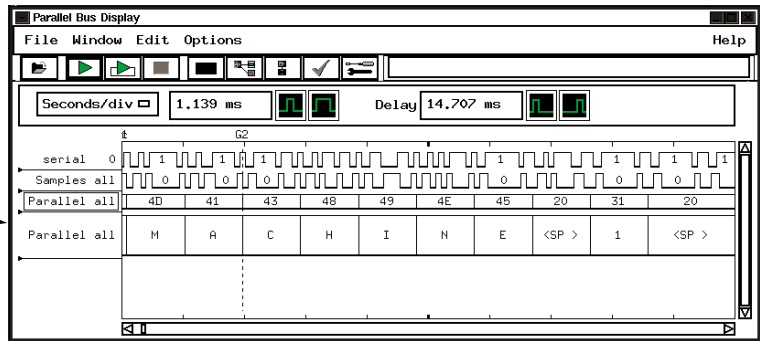 Parallel Bus Display
File Window Edit Options Help
Seconds/div 1.139 ms Delay 14.707 ms
G2
serial 0 1 1 1 1 1 1 1
Samples all 0 0 0 0 0 0
Parallel all 4D 41 43 48 49 4E 45 20 31 20
Parallel all M A C H I N E <SP > 1 <SP >